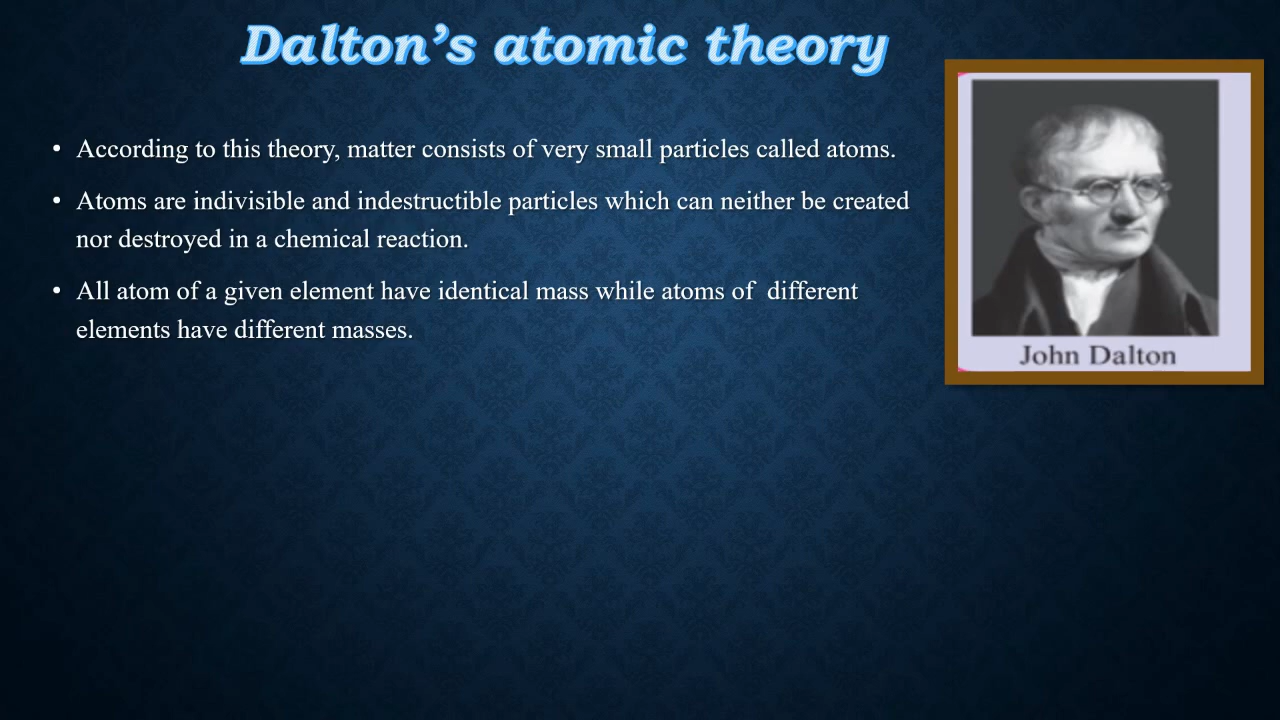 Dalton’s atomic theory
• According to this theory, matter consists of very small particles called atoms.
• Atoms are indivisible and indestructible particles which can neither be created
nor destroyed in a chemical reaction.
• All atom of a given element have identical mass while atoms of  different
elements have different masses.
John Dalton